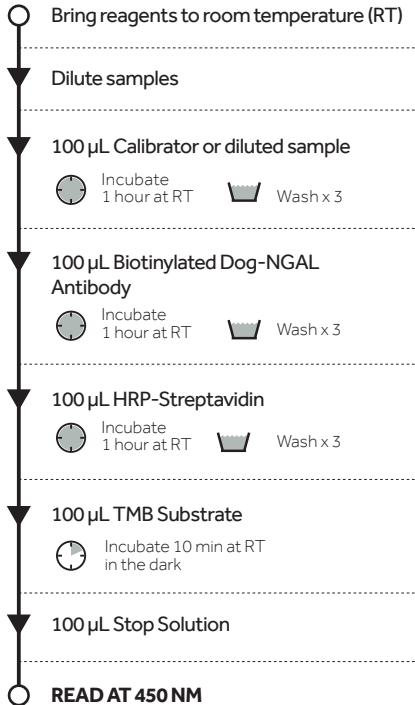 Bring reagents to room temperature (RT)
Dilute samples
100 µL Calibrator or diluted sample
Incubate
1 hour at RT
Wash x 3
100 µL Biotinylated Dog-NGAL
Antibody
Incubate
1 hour at RT
Wash x 3
100 µL HRP-Streptavidin
Incubate
1 hour at RT
Wash x 3
100 µL TMB Substrate
Incubate 10 min at RT
in the dark
100 µL Stop Solution
READ AT 450 NM